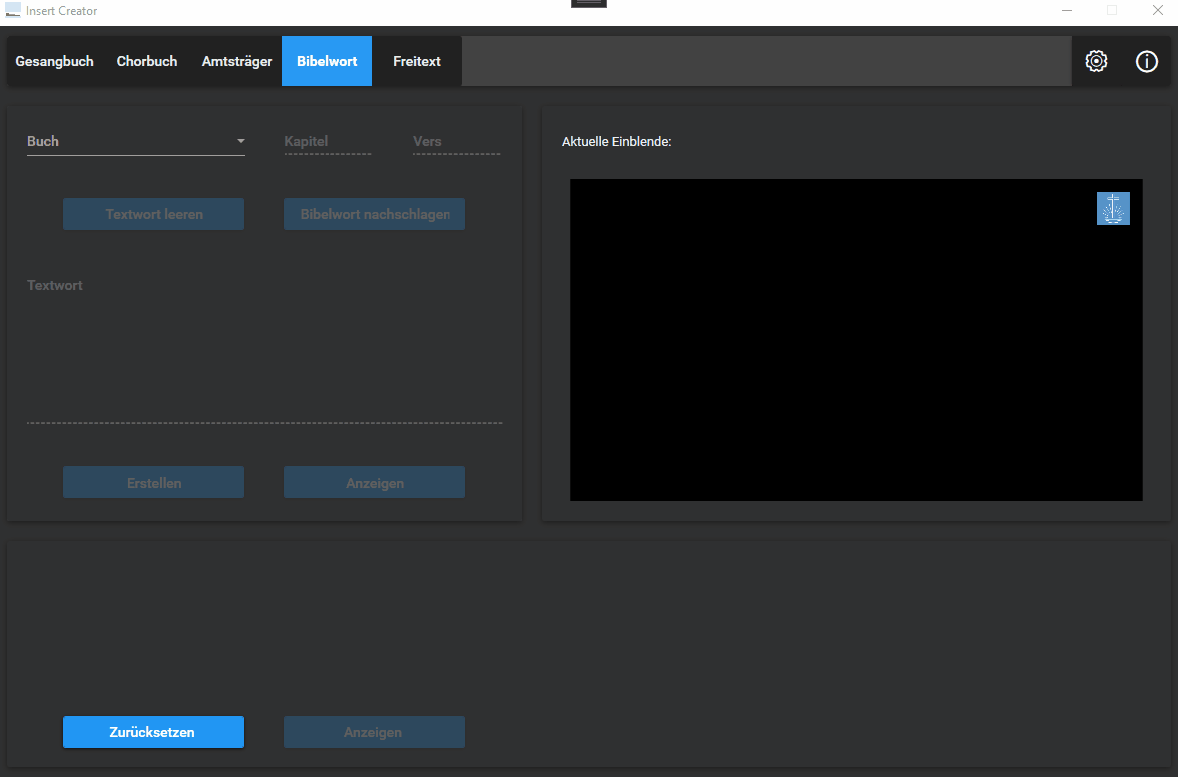 Insert Creator
Gesangbuch Chorbuch Amtsträger Bibelwort Freitext
Buch Kapitel Vers
Aktuelle Einblende:
Textwort leeren Bibelwort nachschlagen
Textwort
Erstellen Anzeigen
Zurücksetzen Anzeigen